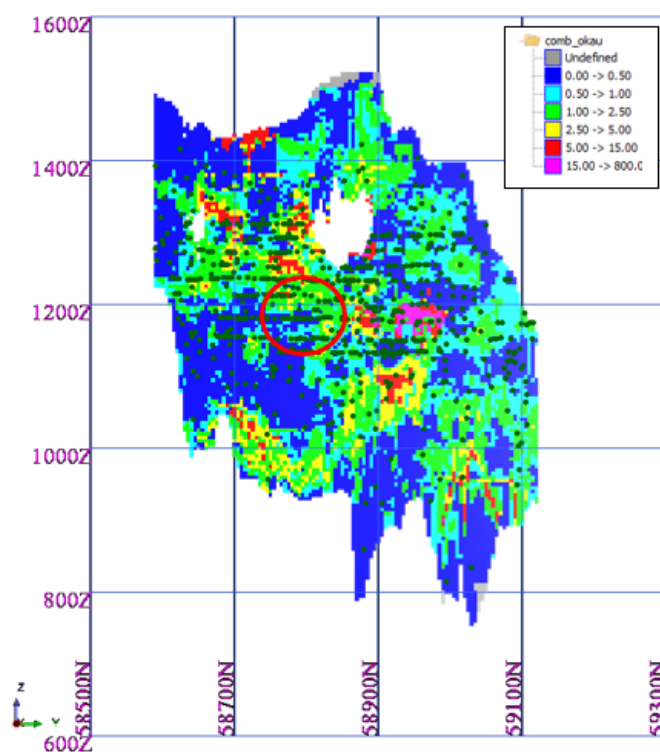 1600Z
comb_okau
Undefined
0.00 -> 0.50
0.50 -> 1.00
1.00 -> 2.50
2.50 -> 5.00
5.00 -> 15.00
15.00 -> 800.0
1400Z
1200Z
1000Z
800Z
600Z
Z
Y
58500N
58700N
58900N
59100N